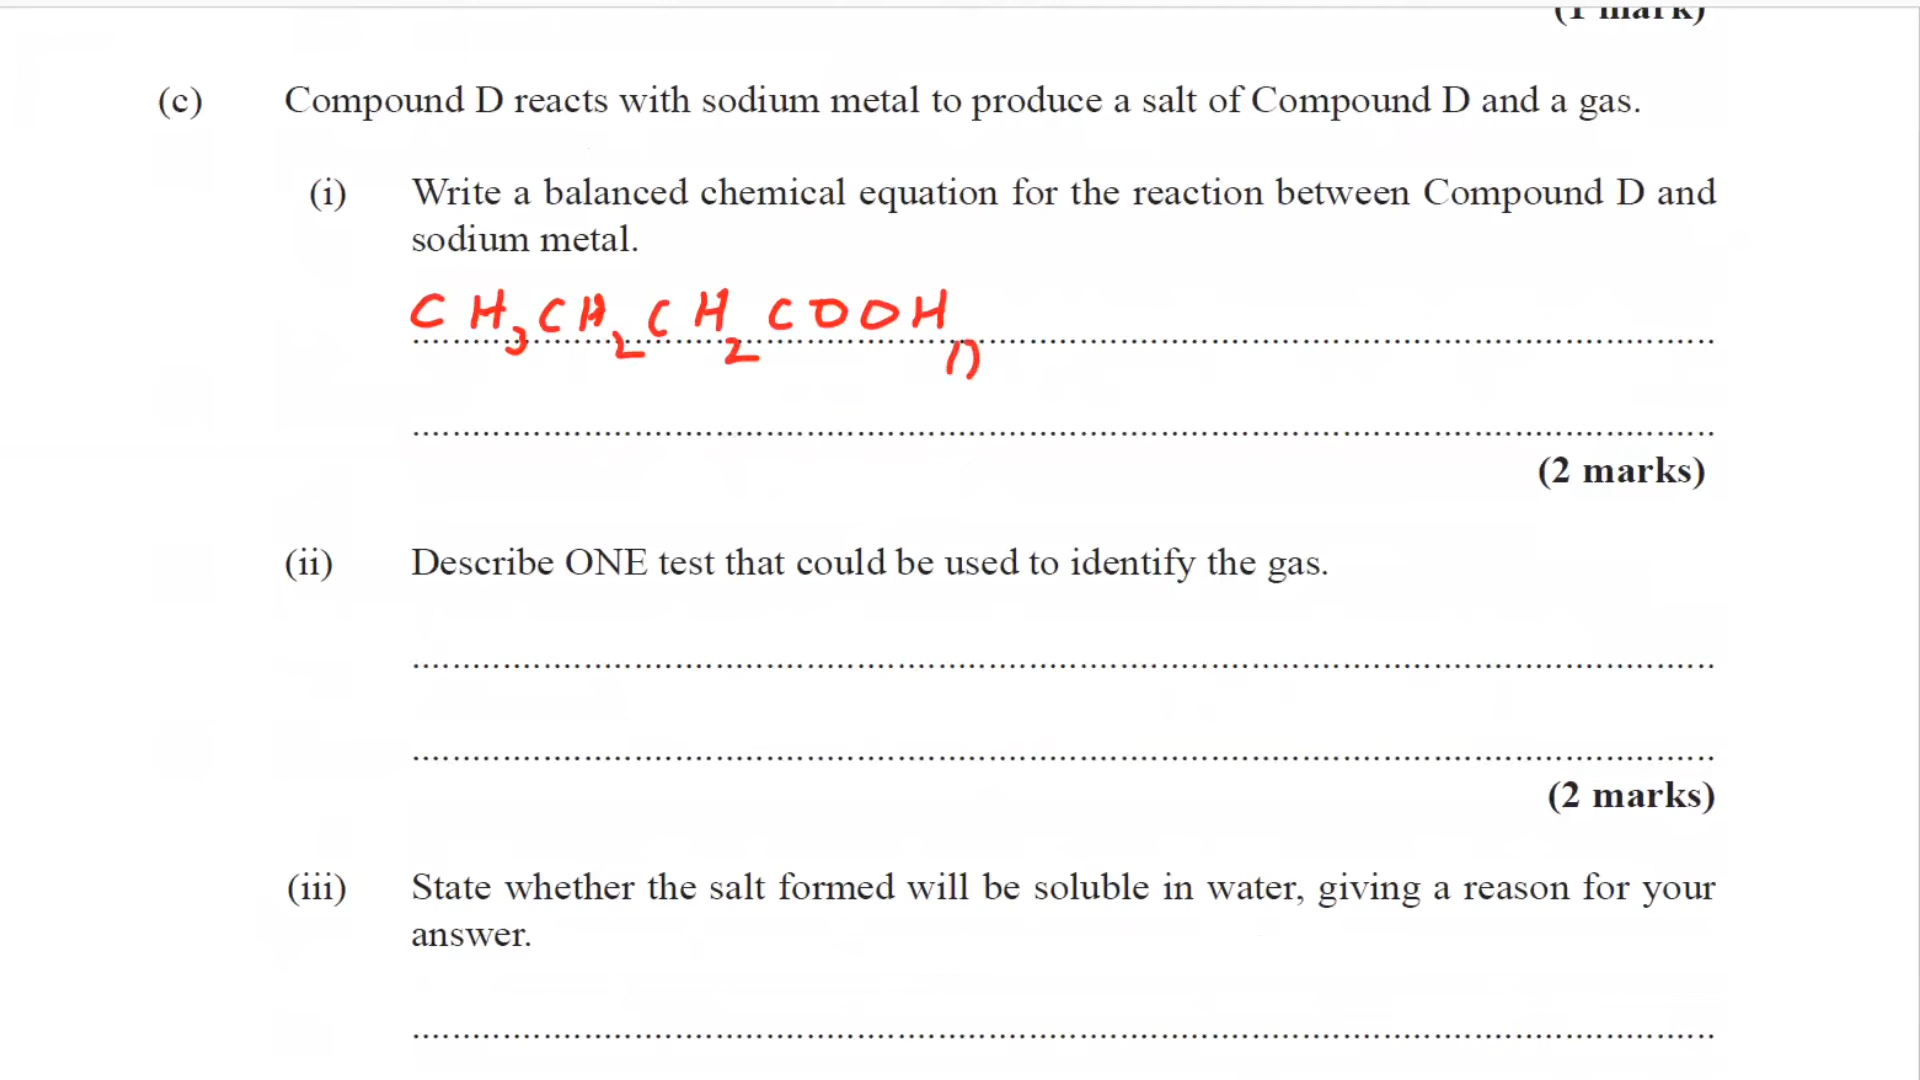 (1 mark)
(c) Compound D reacts with sodium metal to produce a salt of Compound D and a gas.
(i) Write a balanced chemical equation for the reaction between Compound D and
sodium metal.
CH₃CH₂CH₂COOH
(2 marks)
(ii) Describe ONE test that could be used to identify the gas.
(2 marks)
(iii) State whether the salt formed will be soluble in water, giving a reason for your
answer.